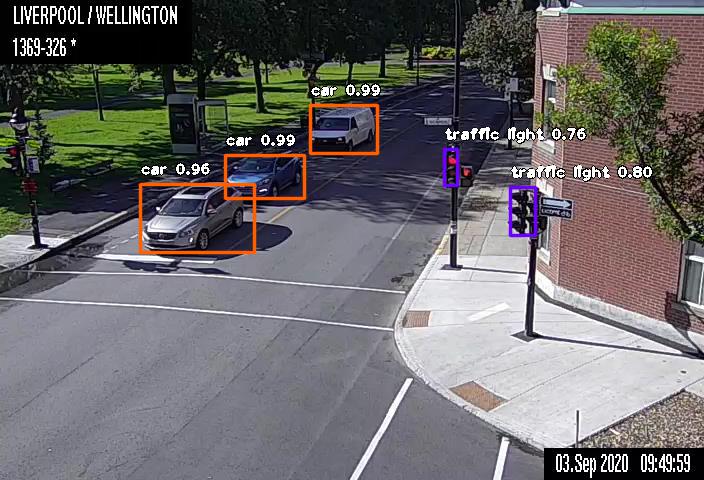 LIVERPOOL / WELLINGTON
1369-326 *
car 0.99
traffic light 0.76
car 0.99
car 0.96
traffic light 0.80
03.Sep 2020 09:49:59